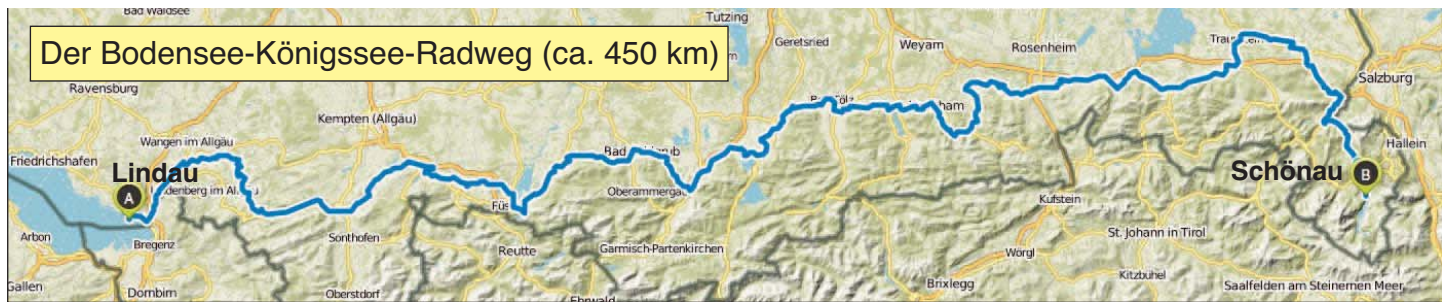 Bad Waldsee
Tutzing
Geretsried
Weyam
Rosenheim
Der Bodensee-Königssee-Radweg (ca. 450 km)
Salzburg
Ravensburg
Kempten (Allgäu)
Wangen im Allgäu
Hallein
Friedrichshafen
Lindau
A
Schönau
B
Oberammergau
Kufstein
Arbon
Bregenz
Sonthofen
Reutte
Garmisch-Partenkirchen
St. Johann in Tirol
Wörgl
Kitzbühel
Dornbirn
Oberstdorf
Brixlegg
Saalfelden am Steinernen Meer